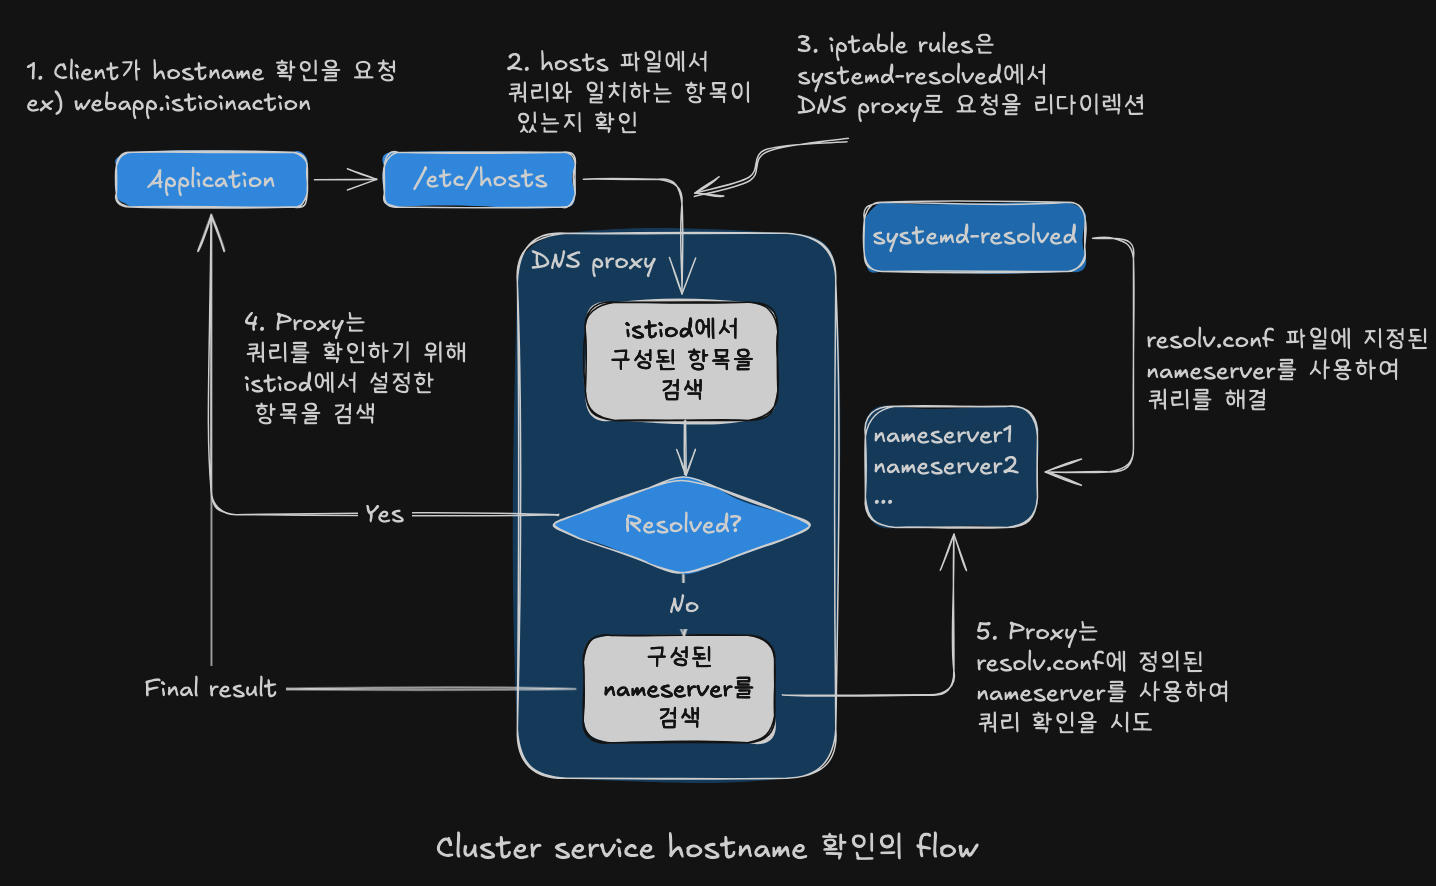 1. Client가 hostname 확인을 요청
ex) webapp.istioinaction
2. hosts 파일에서
쿼리와 일치하는 항목이
있는지 확인
3. iptable rules은
systemd-resolved에서
DNS proxy로 요청을 리다이렉션
Application
/etc/hosts
systemd-resolved
DNS proxy
istiod에서
구성된 항목을
검색
4. Proxy는
쿼리를 확인하기 위해
istiod에서 설정한
항목을 검색
resolv.conf 파일에 지정된
nameserver를 사용하여
쿼리를 해결
nameserver1
nameserver2
...
Yes
Resolved?
No
구성된
nameserver를
검색
Final result
5. Proxy는
resolv.conf에 정의된
nameserver를 사용하여
쿼리 확인을 시도
Cluster service hostname 확인의 flow